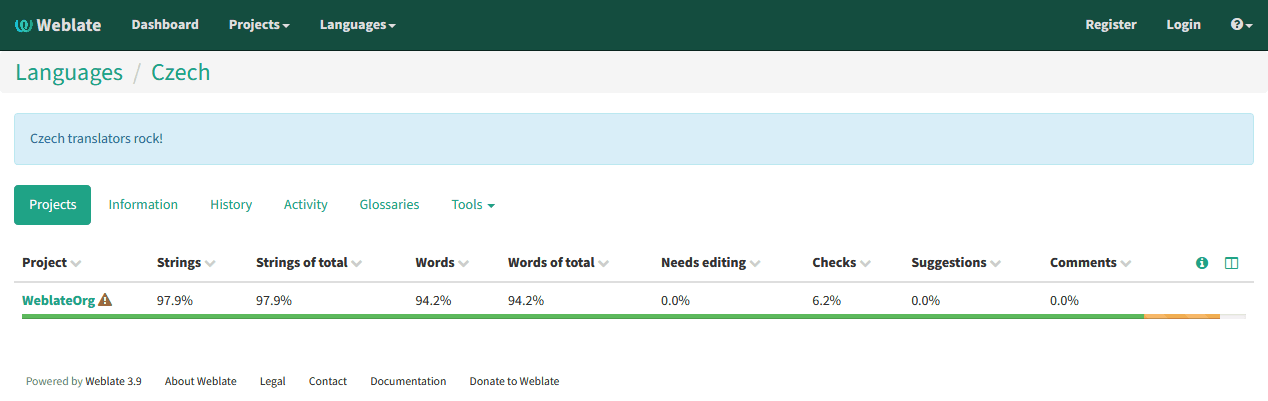 Weblate Dashboard Projects Languages Register Login
Languages / Czech
Czech translators rock!
Projects Information History Activity Glossaries Tools
Project Strings Strings of total Words Words of total Needs editing Checks Suggestions Comments
WeblateOrg 97.9% 97.9% 94.2% 94.2% 0.0% 6.2% 0.0% 0.0%
Powered by Weblate 3.9 About Weblate Legal Contact Documentation Donate to Weblate